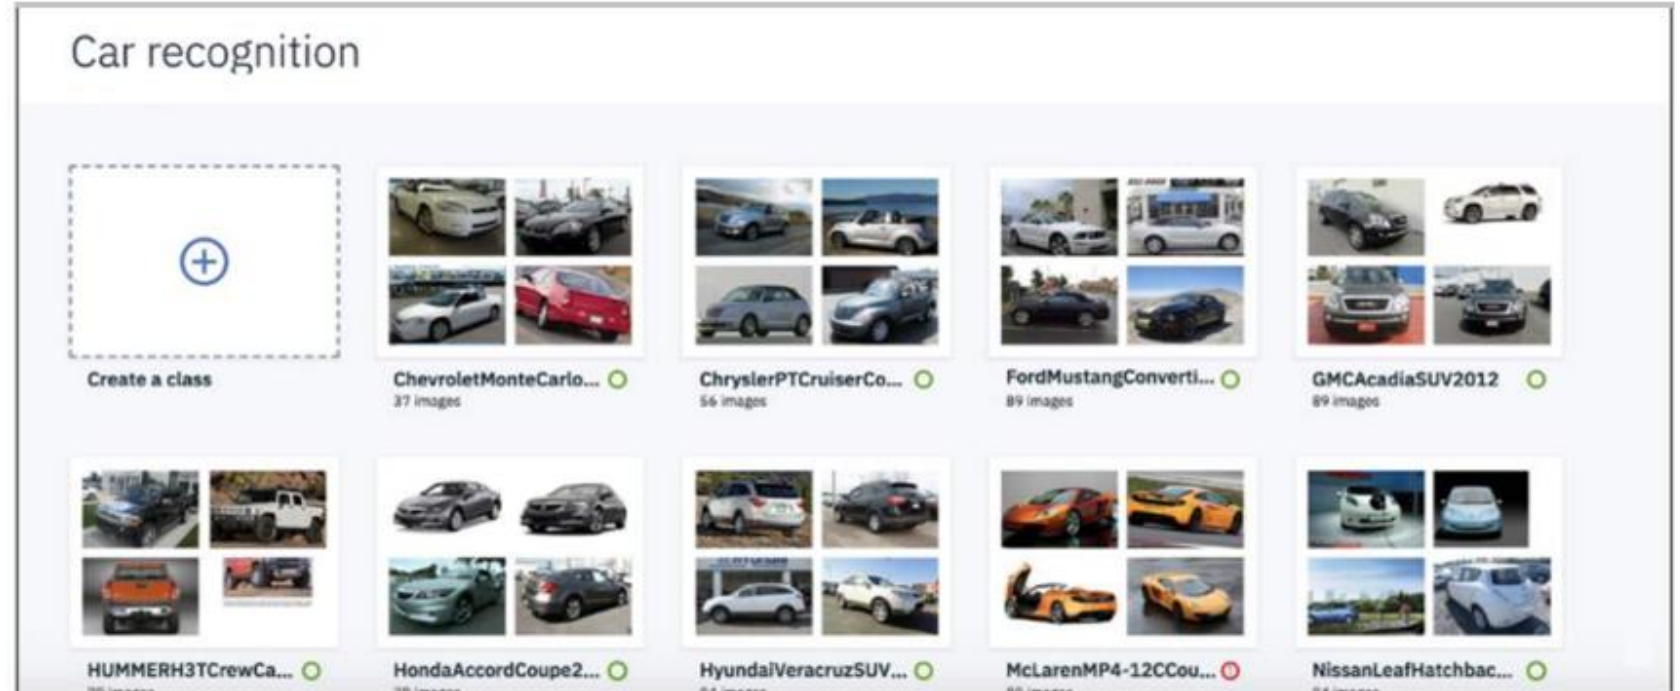 Car recognition
Create a class
ChevroletMonteCarlo...
37 images
ChryslerPTCruiserCo...
56 images
FordMustangConverti...
89 images
GMCAcadiaSUV2012
89 images
HUMMERH3TCrewCa...
HondaAccordCoupe2...
HyundaiVeracruzSUV...
McLarenMP4-12CCou...
NissanLeafHatchbac...